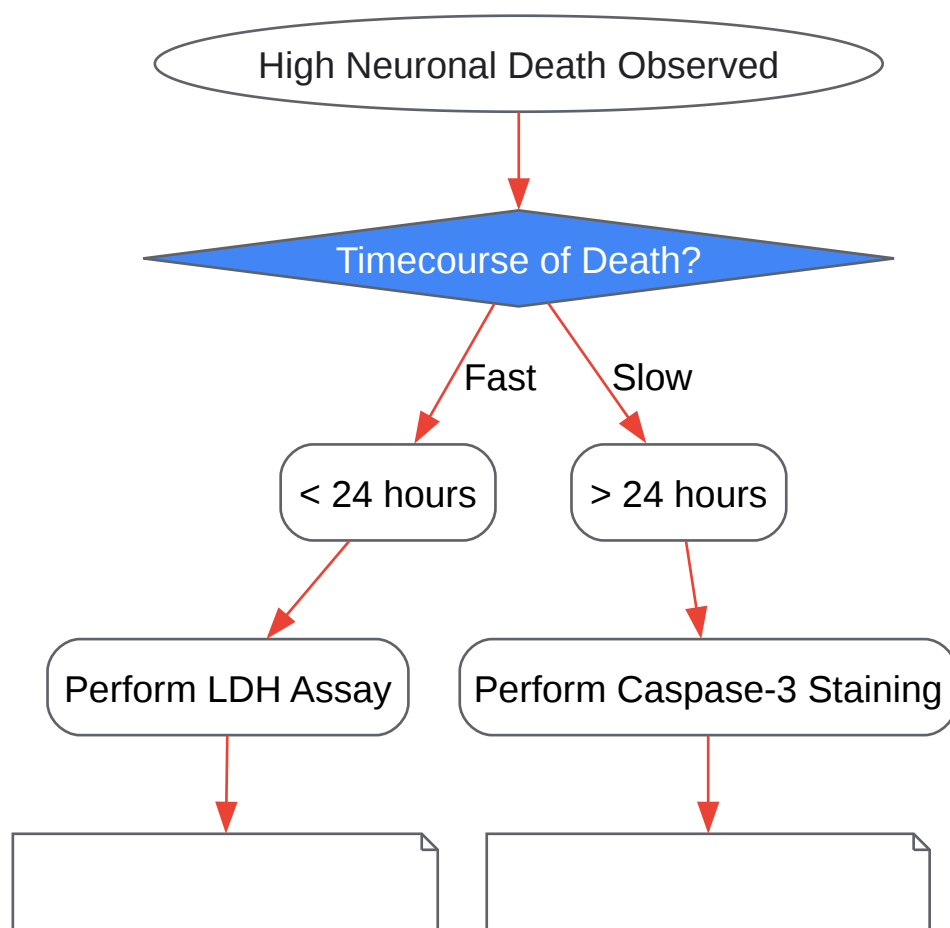 High Neuronal Death Observed
Timecourse of Death?
Fast
Slow
< 24 hours
> 24 hours
Perform LDH Assay
Perform Caspase-3 Staining